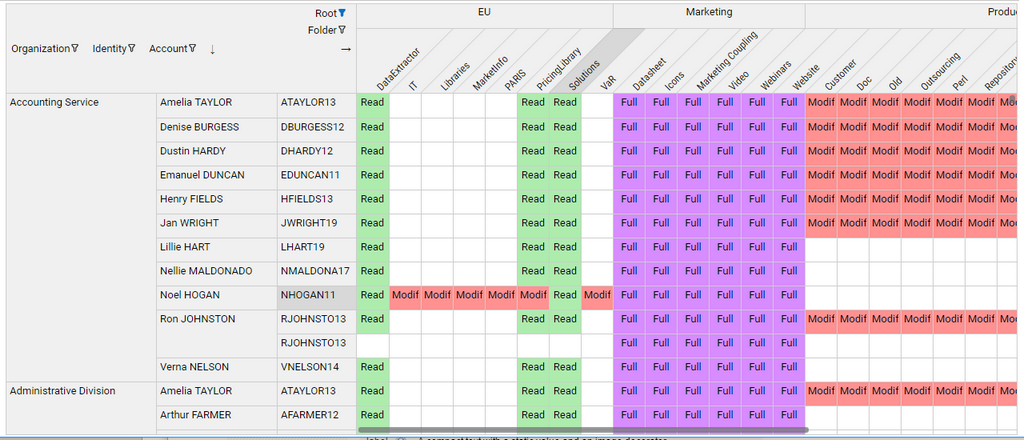 Root EU Marketing Produc
Folder
Organization Identity Account ↓ →
DataExtractor IT Libraries MarketInfo PARIS PricingLibrary Solutions VaR Datasheet Icons Marketing Coupling Video Webinars Website Customer Doc Old Outsourcing Perl Repository
Accounting Service Amelia TAYLOR ATAYLOR13 Read Read Read Full Full Full Full Full Full Modif Modif Modif Modif Modif Modif Mo
Denise BURGESS DBURGESS12 Read Read Read Full Full Full Full Full Full Modif Modif Modif Modif Modif Modif Mo
Dustin HARDY DHARDY12 Read Read Read Full Full Full Full Full Full Modif Modif Modif Modif Modif Modif Mo
Emanuel DUNCAN EDUNCAN11 Read Read Read Full Full Full Full Full Full Modif Modif Modif Modif Modif Modif Mo
Henry FIELDS HFIELDS13 Read Read Read Full Full Full Full Full Full Modif Modif Modif Modif Modif Modif Mo
Jan WRIGHT JWRIGHT19 Read Read Read Full Full Full Full Full Full Modif Modif Modif Modif Modif Modif Mo
Lillie HART LHART19 Read Read Read Full Full Full Full Full Full
Nellie MALDONADO NMALDONA17 Read Read Read Full Full Full Full Full Full
Noel HOGAN NHOGAN11 Read Modif Modif Modif Modif Modif Read Modif Full Full Full Full Full Full
Ron JOHNSTON RJOHNSTO13 Read Read Read Full Full Full Full Full Full Modif Modif Modif Modif Modif Modif Mo
RJOHNSTO13 Full Full Full Full Full Full
Verna NELSON VNELSON14 Read Read Read Full Full Full Full Full Full
Administrative Division Amelia TAYLOR ATAYLOR13 Read Read Read Full Full Full Full Full Full Modif Modif Modif Modif Modif Modif Mo
Arthur FARMER AFARMER12 Read Read Read Full Full Full Full Full Full